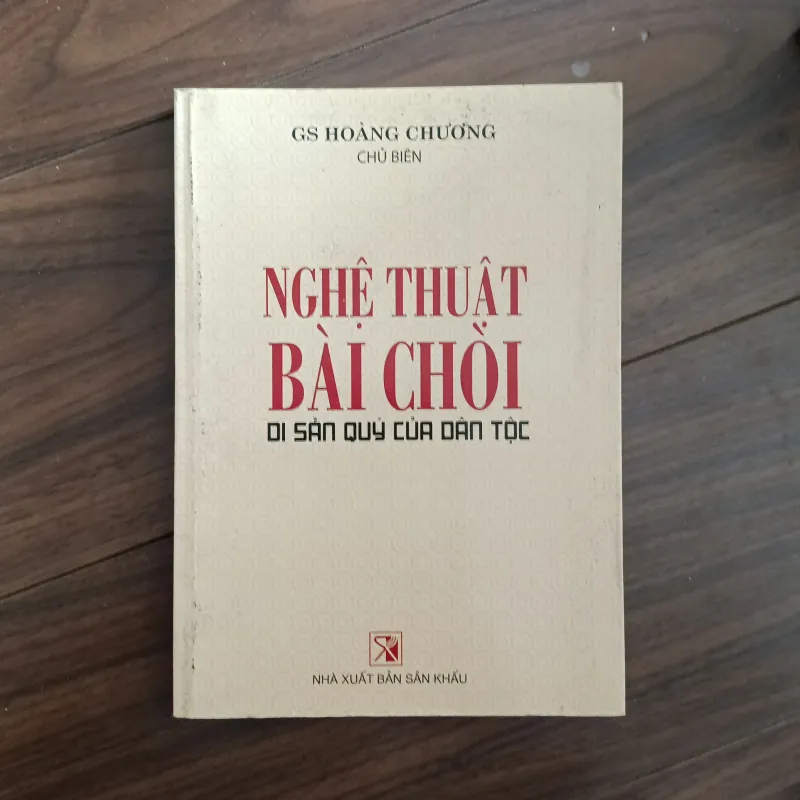 GS HOÀNG CHƯƠNG
CHỦ BIÊN
NGHỆ THUẬT
BÀI CHÒI
DI SẢN QUÝ CỦA DÂN TỘC
NHÀ XUẤT BẢN SÂN KHẤU